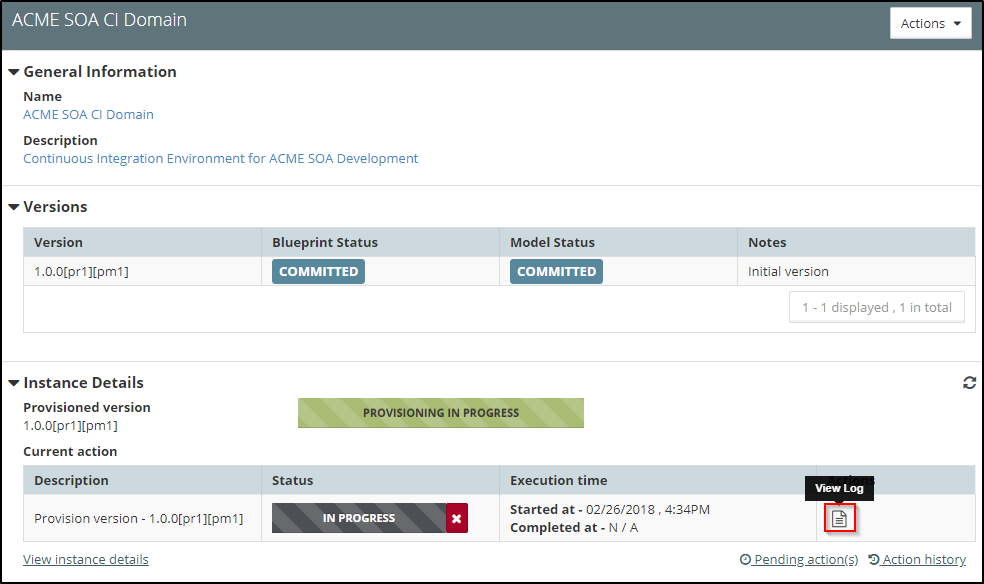 ACME SOA CI Domain
Actions
General Information
Name
ACME SOA CI Domain
Description
Continuous Integration Environment for ACME SOA Development
Versions
Version Blueprint Status Model Status Notes
1.0.0[pr1][pm1] COMMITTED COMMITTED Initial version
1 - 1 displayed , 1 in total
Instance Details
Provisioned version
1.0.0[pr1][pm1]
PROVISIONING IN PROGRESS
Current action
Description Status Execution time
View Log
Provision version - 1.0.0[pr1][pm1] IN PROGRESS
Started at - 02/26/2018 , 4:34PM
Completed at - N / A
View instance details Pending action(s) Action history